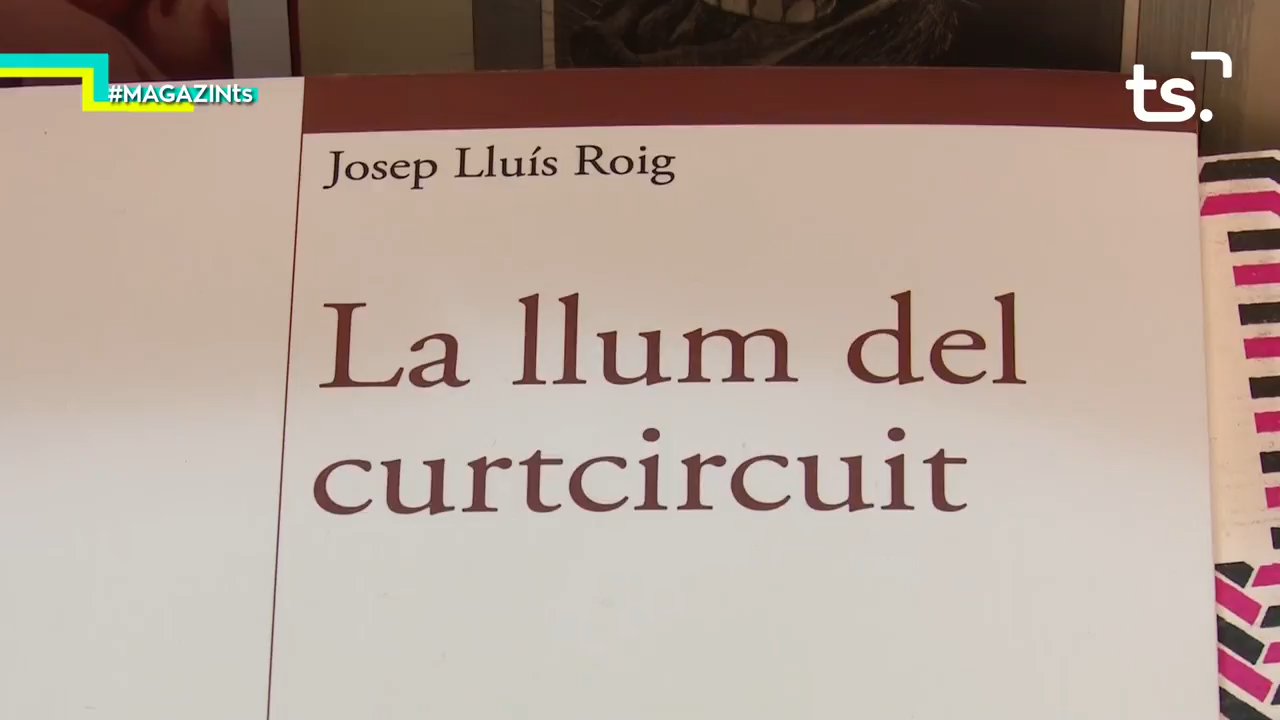 #MAGAZINts
ts.
Josep Lluís Roig
La llum del
curtcircuit